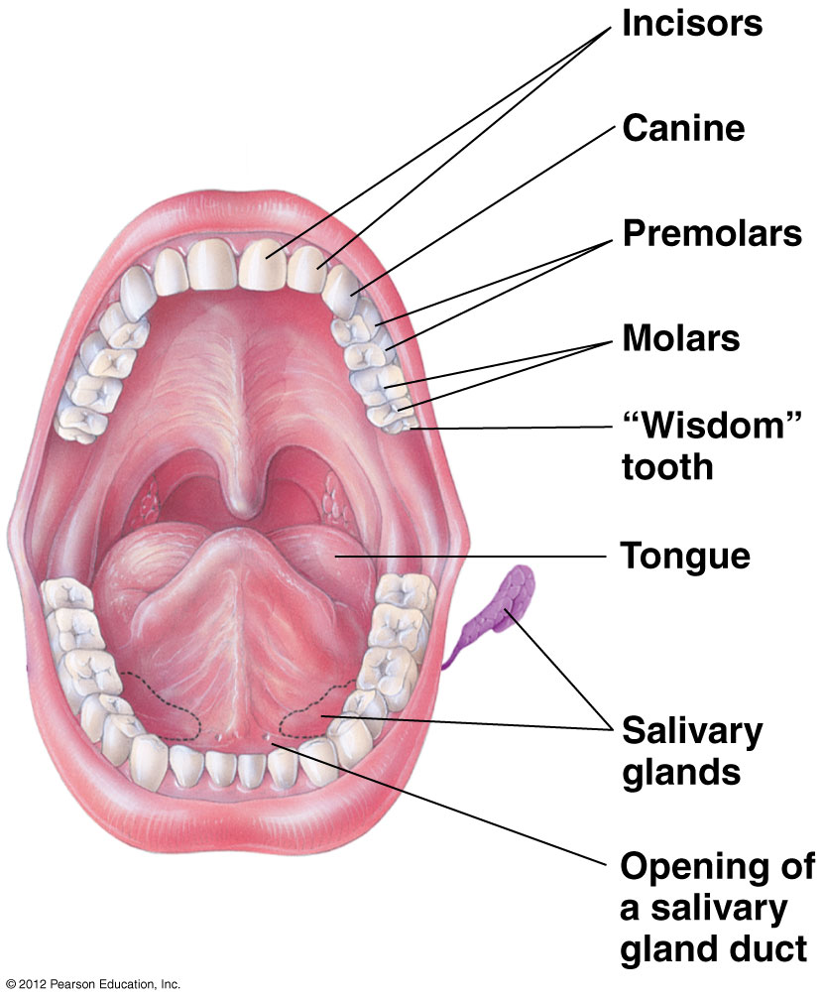 Incisors
Canine
Premolars
Molars
“Wisdom”
tooth
Tongue
Salivary
glands
Opening of
a salivary
gland duct
© 2012 Pearson Education, Inc.